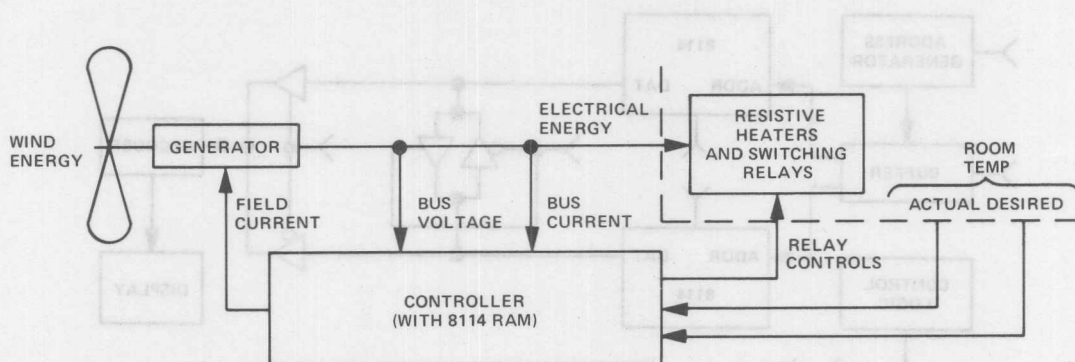 WIND
ENERGY
GENERATOR
FIELD
CURRENT
BUS
VOLTAGE
BUS
CURRENT
ELECTRICAL
ENERGY
RESISTIVE
HEATERS
AND SWITCHING
RELAYS
ROOM
TEMP
ACTUAL DESIRED
RELAY
CONTROLS
CONTROLLER
(WITH 8114 RAM)